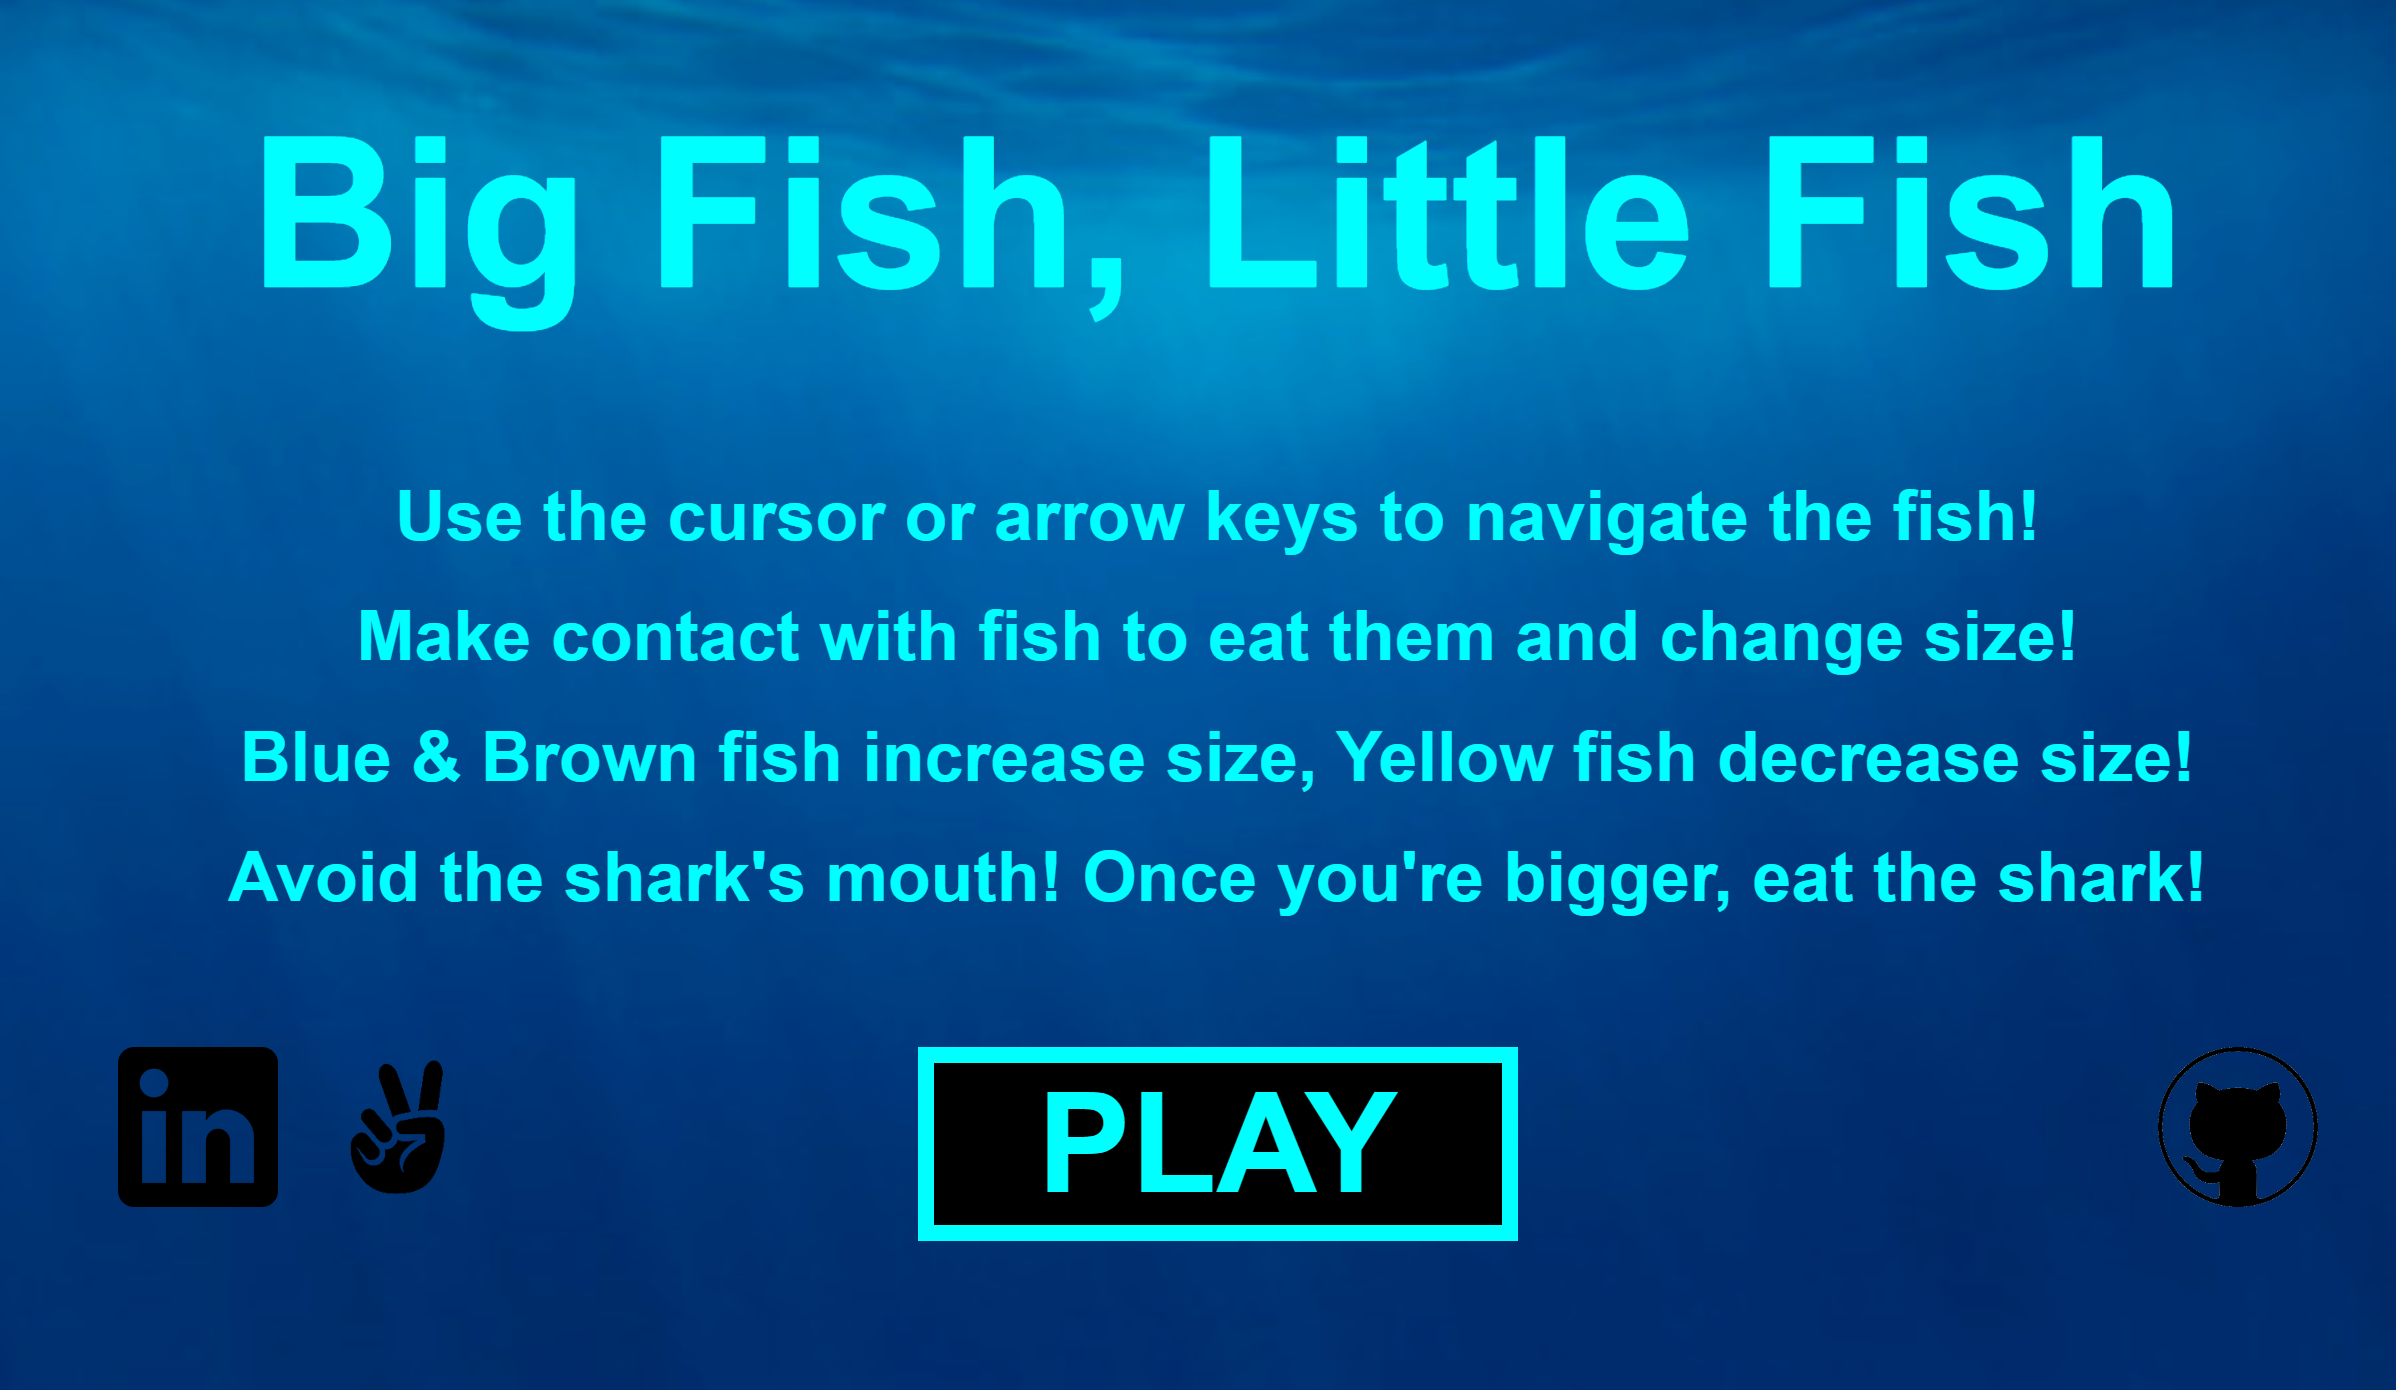 Big Fish, Little Fish
Use the cursor or arrow keys to navigate the fish!
Make contact with fish to eat them and change size!
Blue & Brown fish increase size, Yellow fish decrease size!
Avoid the shark's mouth! Once you're bigger, eat the shark!
in
PLAY